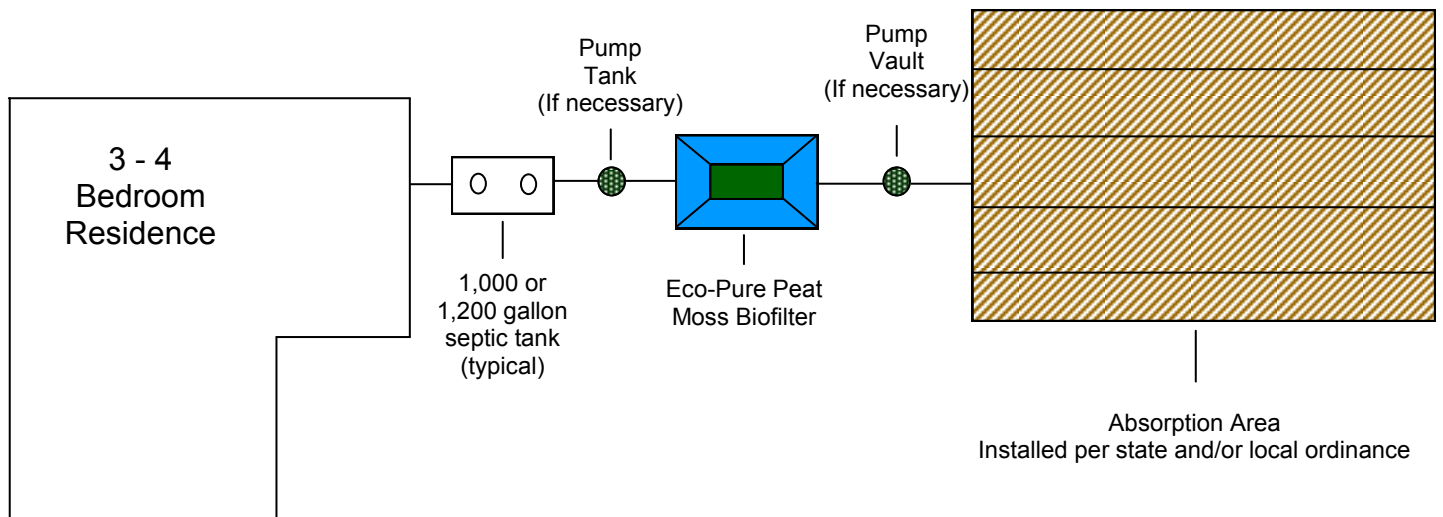 3 - 4
Bedroom
Residence
1,000 or
1,200 gallon
septic tank
(typical)
Pump
Tank
(If necessary)
Eco-Pure Peat
Moss Biofilter
Pump
Vault
(If necessary)
Absorption Area
Installed per state and/or local ordinance